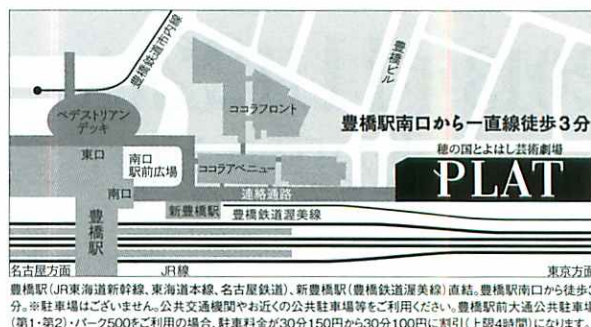 豊橋鉄道市内線
豊橋ビル
ペデストリアン
デッキ
ココラフロント
豊橋駅南口から一直線徒歩3分
穂の国とよはし芸術劇場
PLAT
東口
南口
駅前広場
ココラアベニュー
南口
連絡通路
新豊橋駅
豊橋鉄道渥美線
豊橋駅
名古屋方面
JR線
東京方面
豊橋駅(JR東海道新幹線、東海道本線、名古屋鉄道)、新豊橋駅(豊橋鉄道渥美線)直結。豊橋駅南口から徒歩3
分。※駐車場はございません。公共交通機関やお近くの公共駐車場等をご利用ください。豊橋駅前大通公共駐車場
(第1・第2)・パーク500をご利用の場合、駐車料金が30分150円から30分100円に割引(上限4時間)になります。